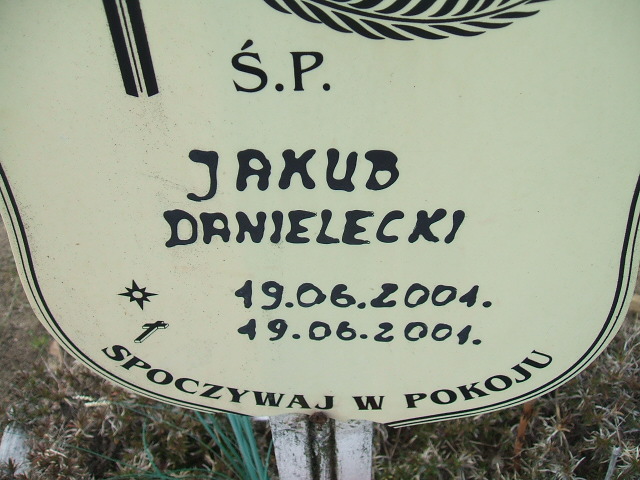 Ś.P.
JAKUB
DANIELECKI
19.06.2001.
19.06.2001.
SPOCZYWAJ W POKOJU